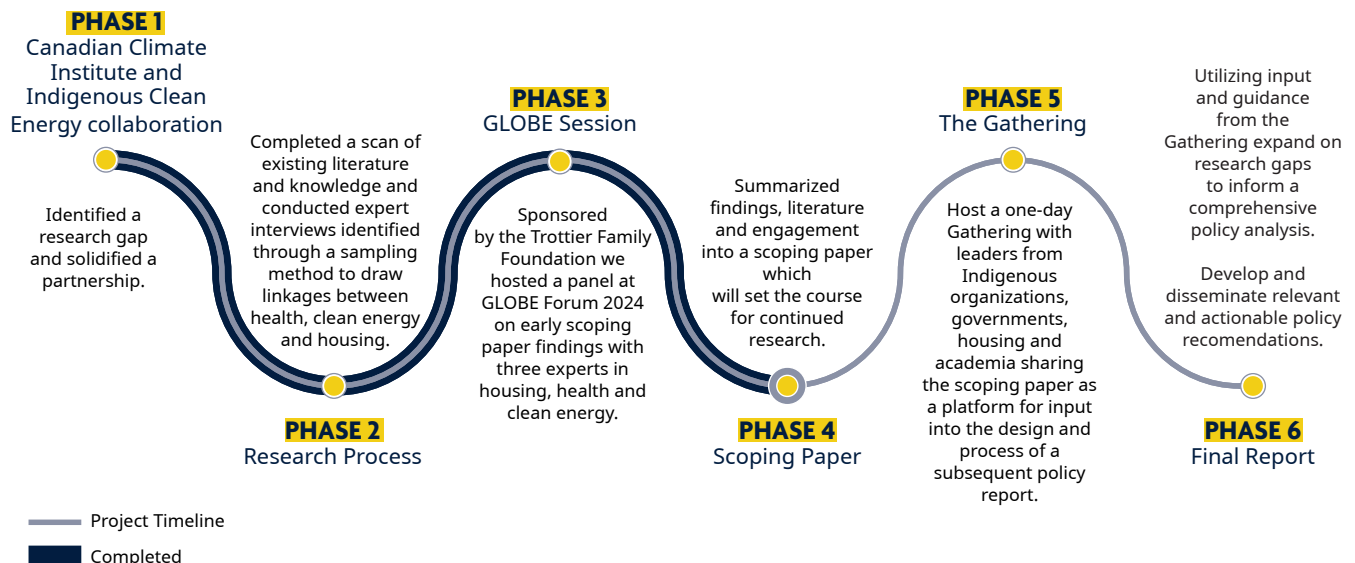 PHASE 1
Canadian Climate
Institute and
Indigenous Clean
Energy collaboration
Identified a
research gap
and solidified a
partnership.
Completed a scan of
existing literature
and knowledge and
conducted expert
interviews identified
through a sampling
method to draw
linkages between
health, clean energy
and housing.
PHASE 2
Research Process
PHASE 3
GLOBE Session
Sponsored
by the Trottier Family
Foundation we
hosted a panel at
GLOBE Forum 2024
on early scoping
paper findings with
three experts in
housing, health and
clean energy.
Summarized
findings, literature
and engagement
into a scoping paper
which
will set the course
for continued
research.
PHASE 4
Scoping Paper
PHASE 5
The Gathering
Host a one-day
Gathering with
leaders from
Indigenous
organizations,
governments,
housing and
academia sharing
the scoping paper as
a platform for input
into the design and
process of a
subsequent policy
report.
Utilizing input
and guidance
from the
Gathering expand on
research gaps
to inform a
comprehensive
policy analysis.
Develop and
disseminate relevant
and actionable policy
recomendations.
PHASE 6
Final Report
Project Timeline
Completed